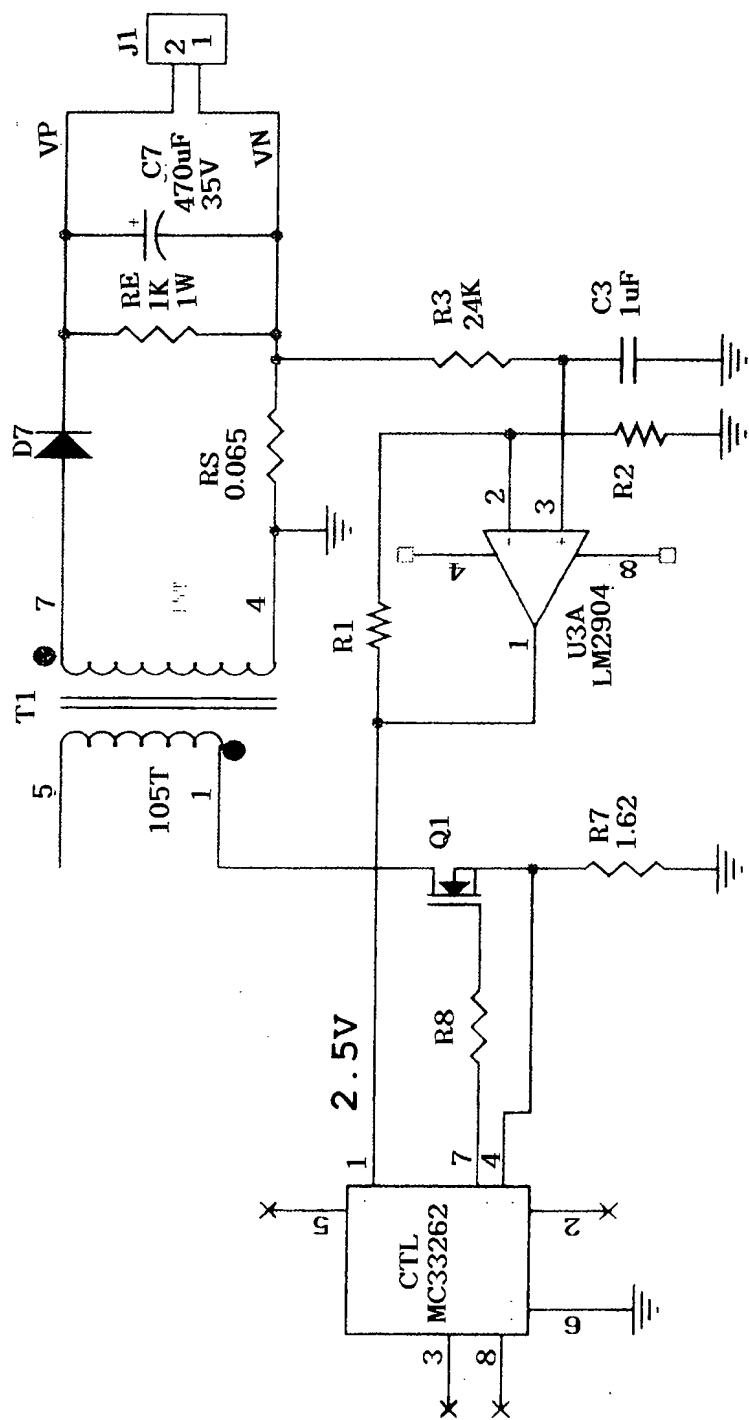 J1
2
1
VP
C7
470uF
35V
+
VN
RE
1K
1W
D7
RS
0.065
R3
24K
C3
1uF
R2
7
4
T1
5
105T
1
R1
2
3
4
8
1
U3A
LM2904
Q1
R7
1.62
R8
2.5V
1
7
4
5
2
CTL
MC33262
6
3
8